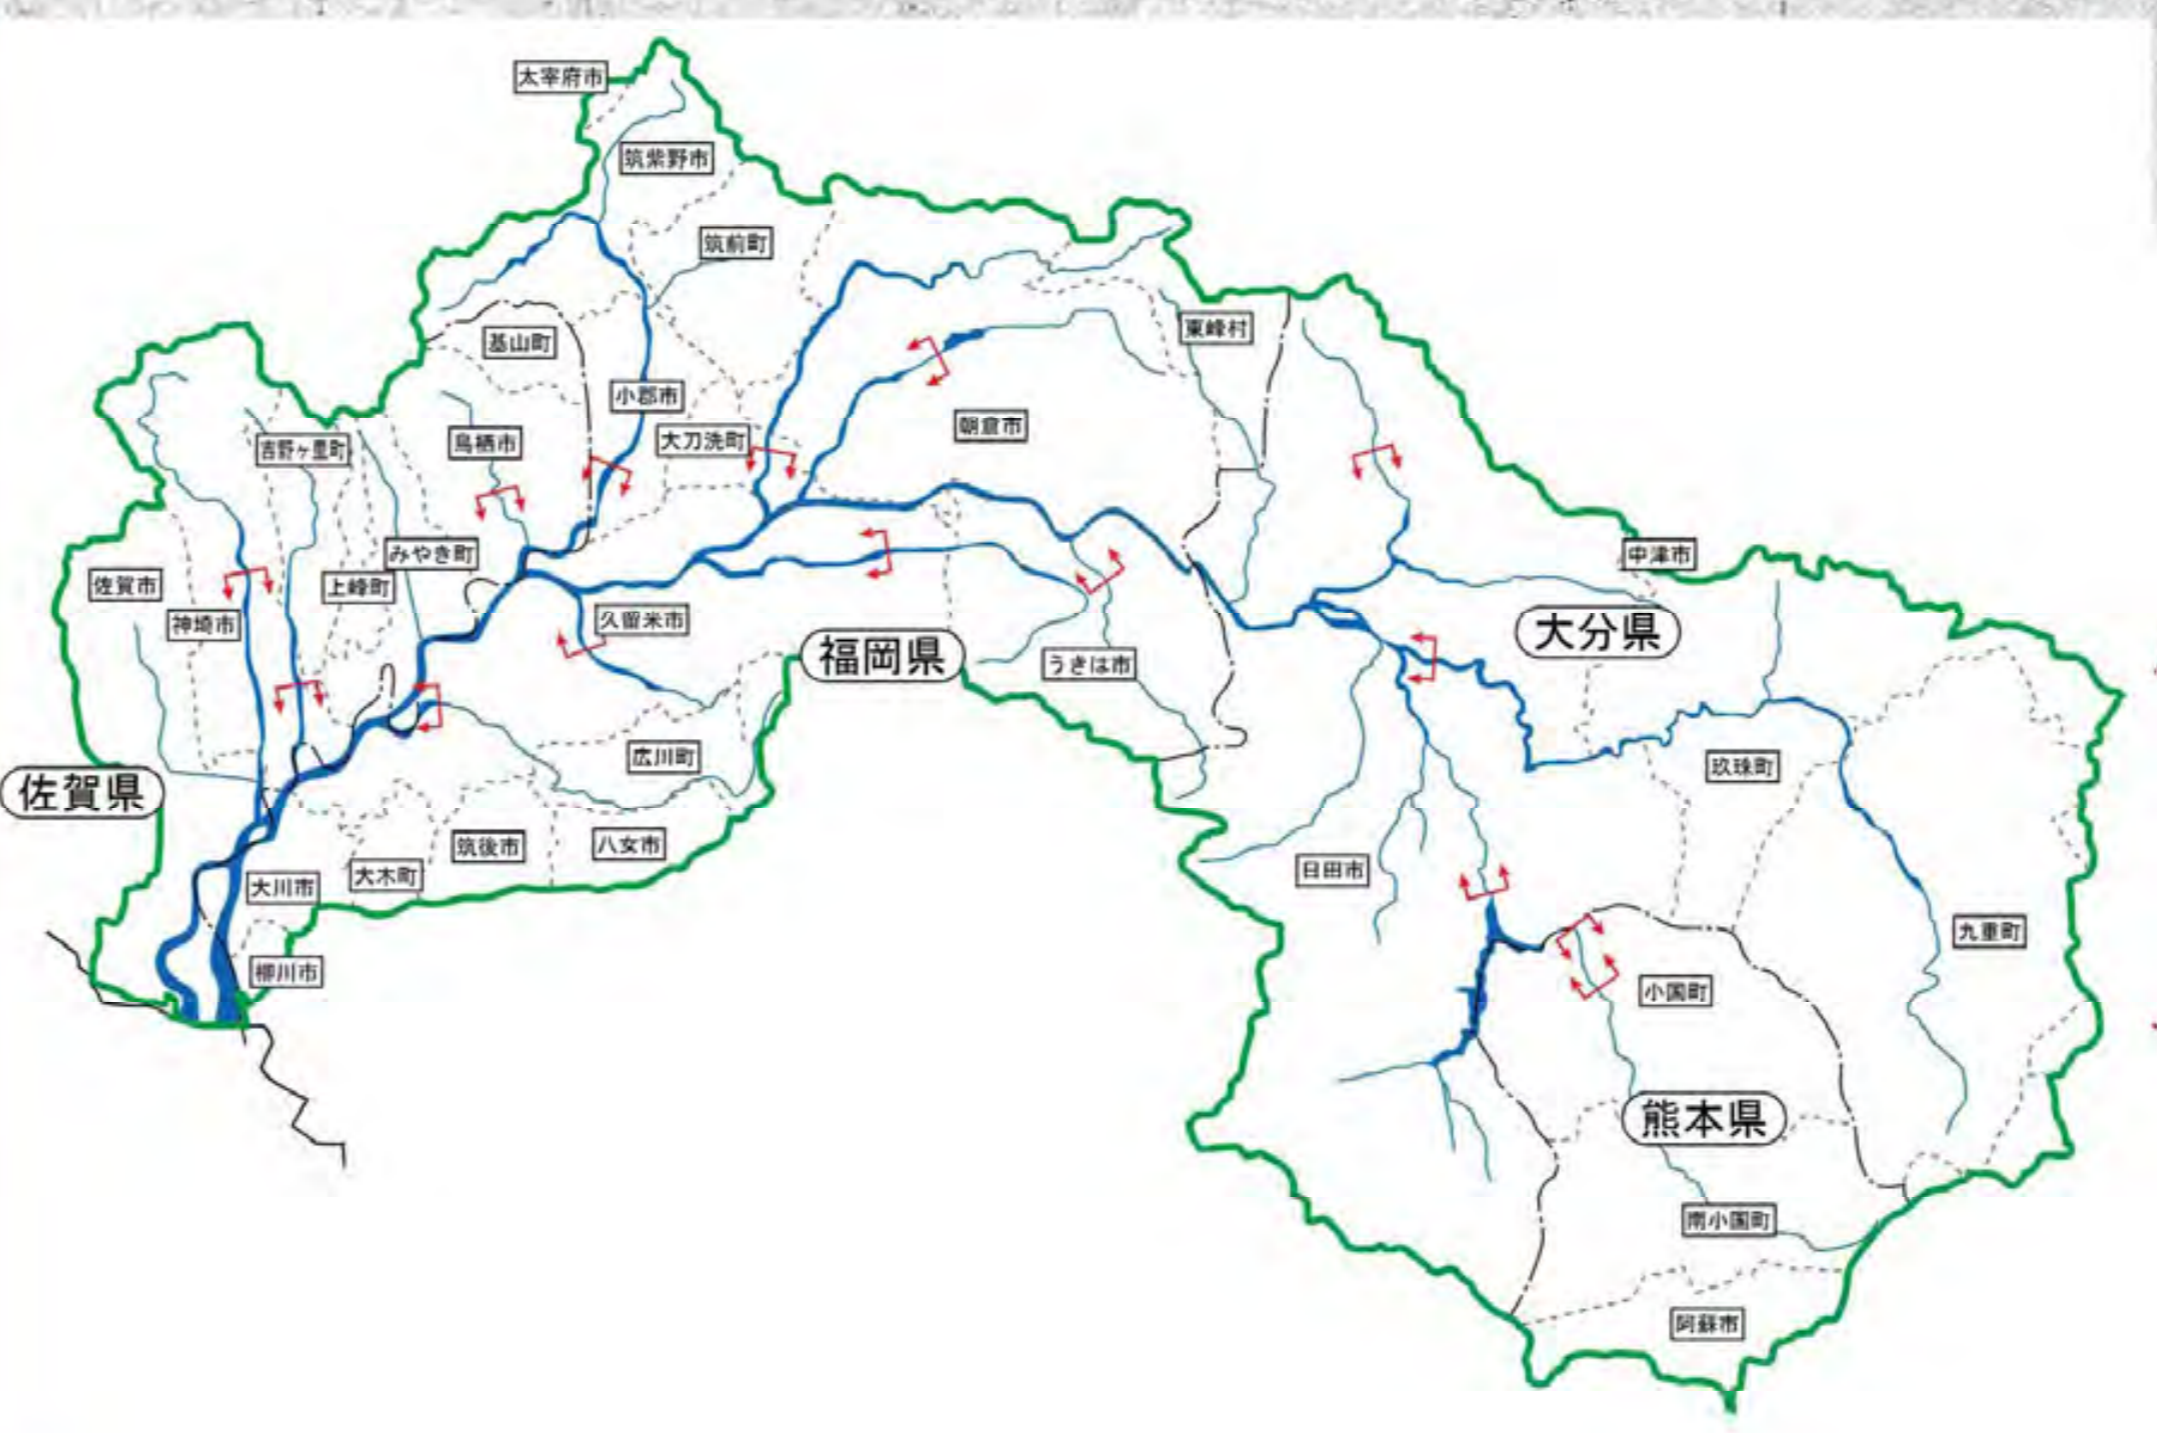 太宰府市
筑紫野市
筑前町
基山町
東峰村
小郡市
朝倉市
大刀洗町
鳥栖市
吉野ヶ里町
みやき町
中津市
佐賀市
上峰町
神埼市
久留米市
大分県
福岡県
うきは市
広川町
玖珠町
佐賀県
筑後市
八女市
日田市
大木町
大川市
九重町
柳川市
小国町
熊本県
南小国町
阿蘇市